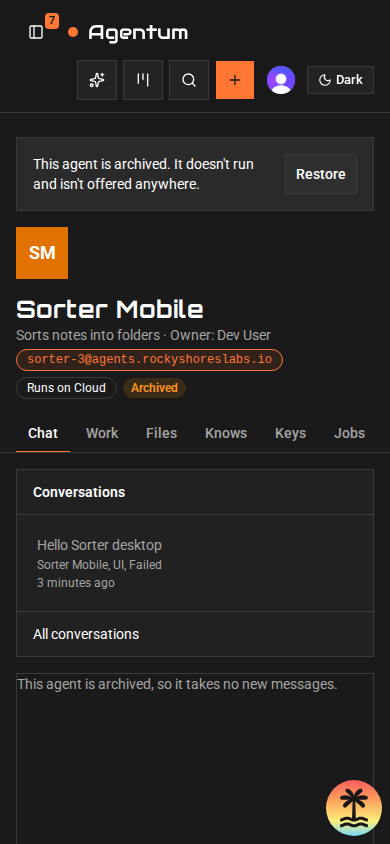 7
Agentum
Dark
This agent is archived. It doesn't run
and isn't offered anywhere.
Restore
SM
Sorter Mobile
Sorts notes into folders · Owner: Dev User
sorter-3@agents.rockyshoreslabs.io
Runs on Cloud
Archived
Chat Work Files Knows Keys Jobs
Conversations
Hello Sorter desktop
Sorter Mobile, UI, Failed
3 minutes ago
All conversations
This agent is archived, so it takes no new messages.